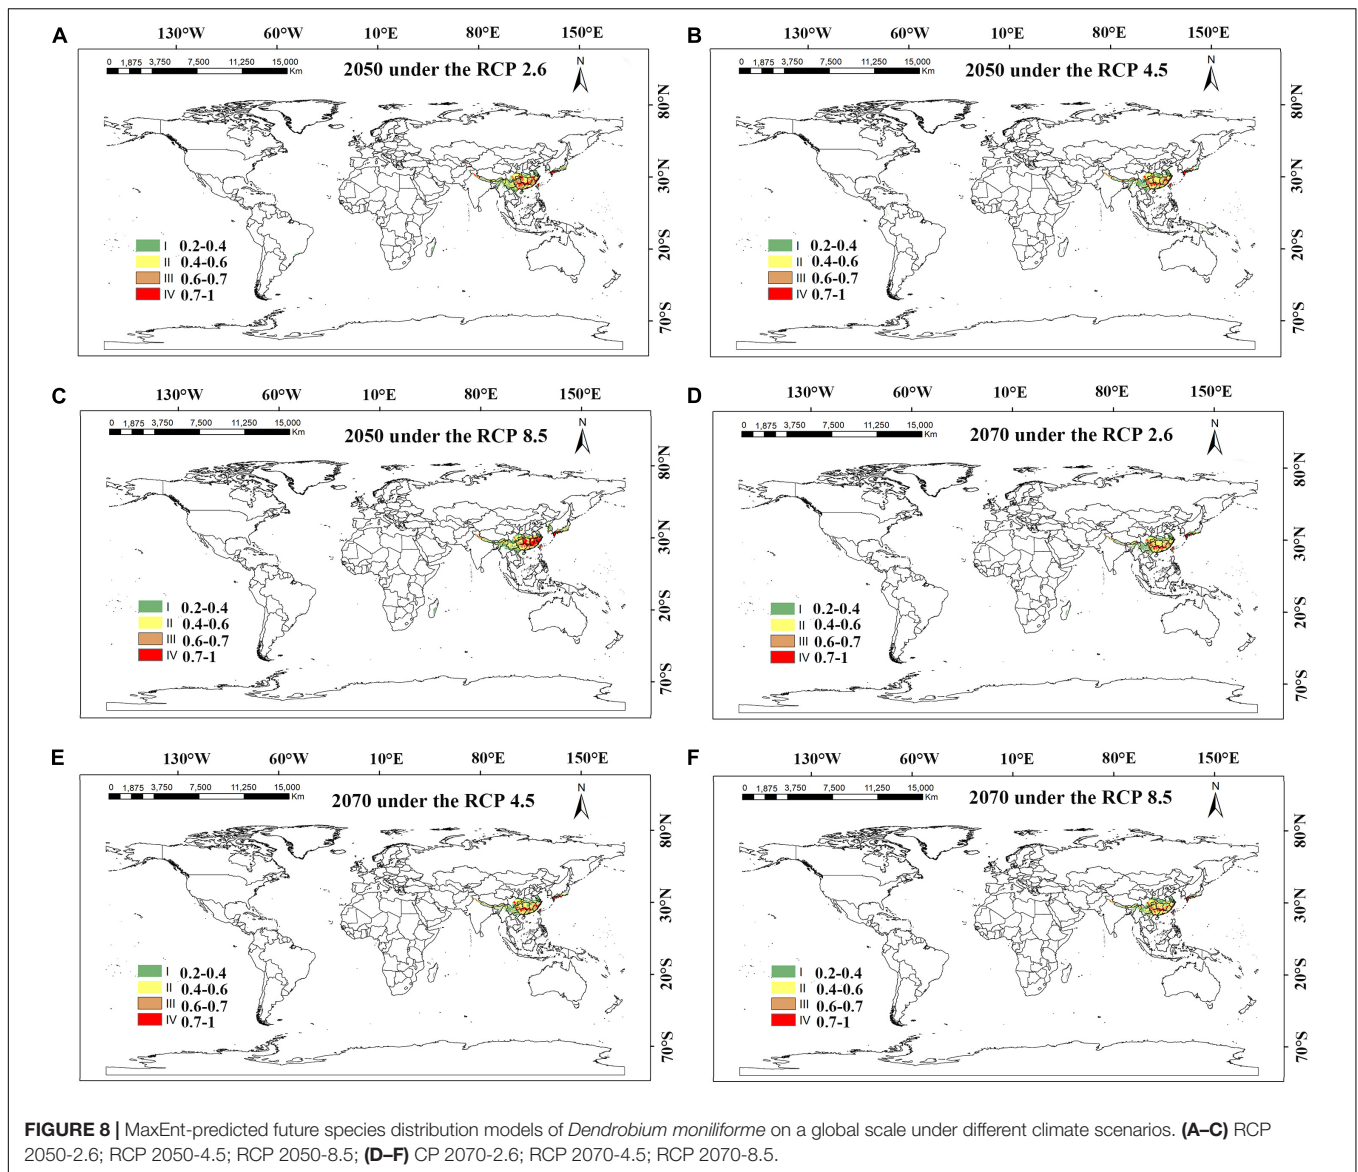 A
130°W 60°W 10°E 80°E 150°E
0 1,875 3,750 7,500 11,250 15,000
Km
2050 under the RCP 2.6
N
80°N
30°N
20°S
70°S
I 0.2-0.4
II 0.4-0.6
III 0.6-0.7
IV 0.7-1
B
130°W 60°W 10°E 80°E 150°E
0 1,875 3,750 7,500 11,250 15,000
Km
2050 under the RCP 4.5
N
80°N
30°N
20°S
70°S
I 0.2-0.4
II 0.4-0.6
III 0.6-0.7
IV 0.7-1
C
130°W 60°W 10°E 80°E 150°E
0 1,875 3,750 7,500 11,250 15,000
Km
2050 under the RCP 8.5
N
80°N
30°N
20°S
70°S
I 0.2-0.4
II 0.4-0.6
III 0.6-0.7
IV 0.7-1
D
130°W 60°W 10°E 80°E 150°E
0 1,875 3,750 7,500 11,250 15,000
Km
2070 under the RCP 2.6
N
80°N
30°N
20°S
70°S
I 0.2-0.4
II 0.4-0.6
III 0.6-0.7
IV 0.7-1
E
130°W 60°W 10°E 80°E 150°E
0 1,875 3,750 7,500 11,250 15,000
Km
2070 under the RCP 4.5
N
80°N
30°N
20°S
70°S
I 0.2-0.4
II 0.4-0.6
III 0.6-0.7
IV 0.7-1
F
130°W 60°W 10°E 80°E 150°E
0 1,875 3,750 7,500 11,250 15,000
Km
2070 under the RCP 8.5
N
80°N
30°N
20°S
70°S
I 0.2-0.4
II 0.4-0.6
III 0.6-0.7
IV 0.7-1
FIGURE 8 | MaxEnt-predicted future species distribution models of Dendrobium moniliforme on a global scale under different climate scenarios. (A–C) RCP
2050-2.6; RCP 2050-4.5; RCP 2050-8.5; (D–F) CP 2070-2.6; RCP 2070-4.5; RCP 2070-8.5.